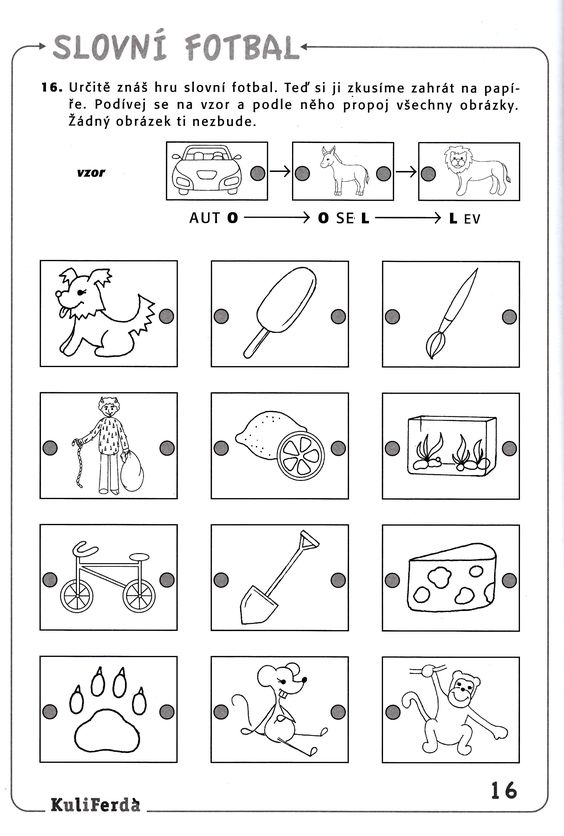 SLOVNÍ FOTBAL
16. Určitě znáš hru slovní fotbal. Teď si ji zkusíme zahrát na papí-
ře. Podívej se na vzor a podle něho propoj všechny obrázky.
Žádný obrázek ti nezbude.
vzor
AUT O O SE L L EV
16
KuliFerda